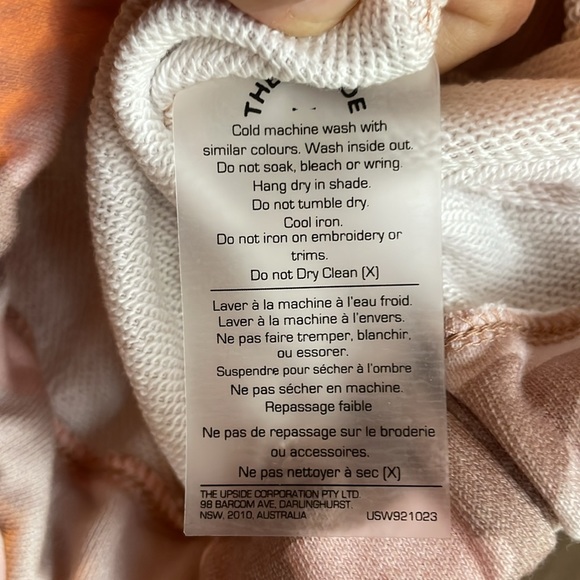 THE
Cold machine wash with
similar colours. Wash inside out.
Do not soak, bleach or wring.
Hang dry in shade.
Do not tumble dry.
Cool iron.
Do not iron on embroidery or
trims.
Do not Dry Clean (X)
Laver à la machine à l'eau froid.
Laver à la machine à l'envers.
Ne pas faire tremper, blanchir,
ou essorer.
Suspendre pour sécher à l'ombre
Ne pas sécher en machine.
Repassage faible
Ne pas de repassage sur le broderie
ou accessoires.
Ne pas nettoyer à sec (X)
THE UPSIDE CORPORATION PTY LTD.
98 BARCOM AVE, DARLINGHURST.
NSW, 2010, AUSTRALIA USW921023